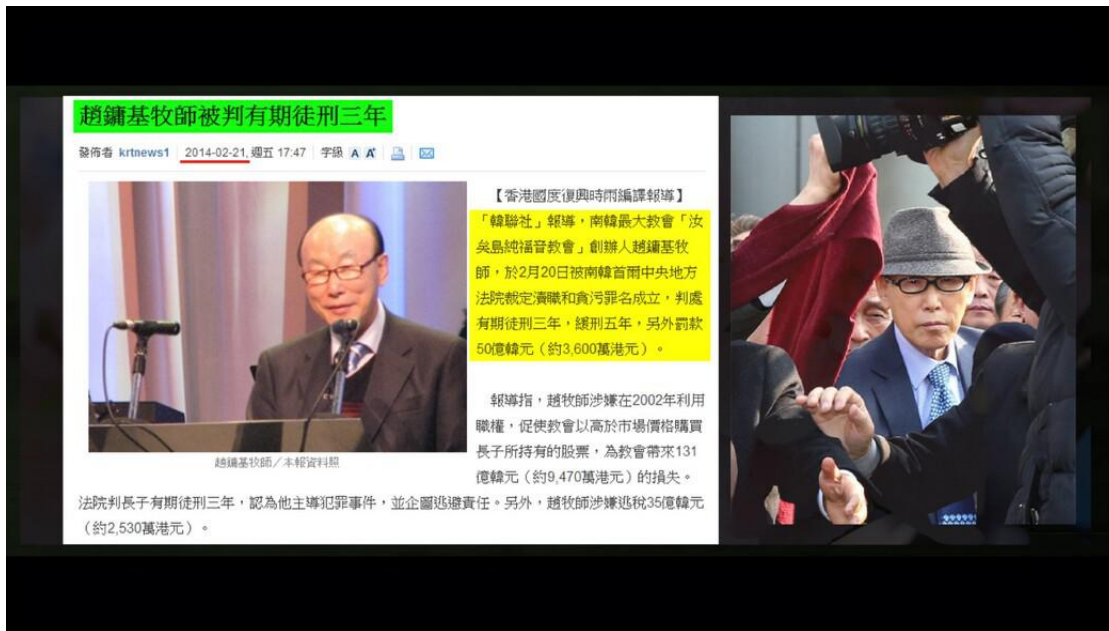 趙鏞基牧師被判有期徒刑三年
發佈者 krtnews1 2014-02-21, 週五 17:47 字級 A A
【香港國度復興時雨編譯報導】
「韓聯社」報導，南韓最大教會「汝
矣島純福音教會」創辦人趙鏞基牧
師，於2月20日被南韓首爾中央地方
法院裁定瀆職和貪污罪名成立，判處
有期徒刑三年，緩刑五年，另外罰款
50億韓元（約3,600萬港元）。
報導指，趙牧師涉嫌在2002年利用
職權，促使教會以高於市場價格購買
長子所持有的股票，為教會帶來131
億韓元（約9,470萬港元）的損失。
趙鏞基牧師／本報資料照
法院判長子有期徒刑三年，認為他主導犯罪事件，並企圖逃避責任。另外，趙牧師涉嫌逃稅35億韓元
（約2,530萬港元）。